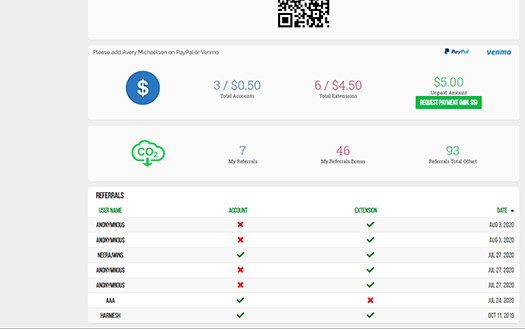 Please add Avery Michaelson on PayPal or Venmo.
PayPal
venmo
$
3 / $0.50
Total Accounts
6 / $4.50
Total Extensions
$5.00
Unpaid Amount
REQUEST PAYMENT (MIN. $5)
CO2
7
My Referrals
46
My Referrals Bonus
93
Referrals Total Offset
REFERRALS
USER NAME ACCOUNT EXTENSION DATE
ANONYMNOUS AUG 3, 2020
ANONYMNOUS AUG 3, 2020
NEERAJWINS JUL 27, 2020
ANONYMNOUS JUL 27, 2020
ANONYMNOUS JUL 27, 2020
AAA JUL 24, 2020
HARMESH OCT 11, 2019